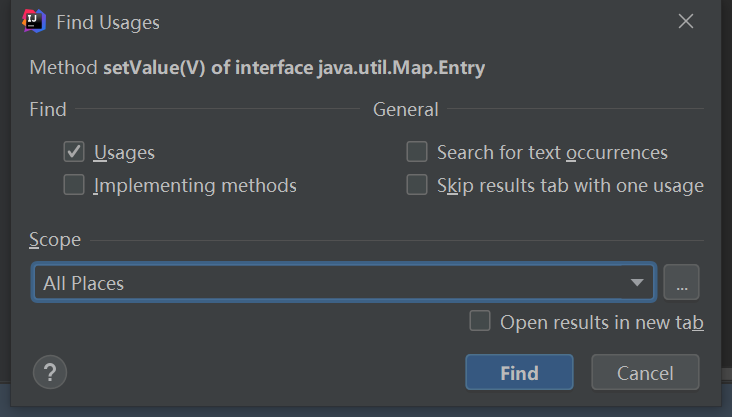 IJ
Find Usages
Method setValue(V) of interface java.util.Map.Entry
Find
General
Usages
Search for text occurrences
Implementing methods
Skip results tab with one usage
Scope
All Places
...
Open results in new tab
?
Find
Cancel